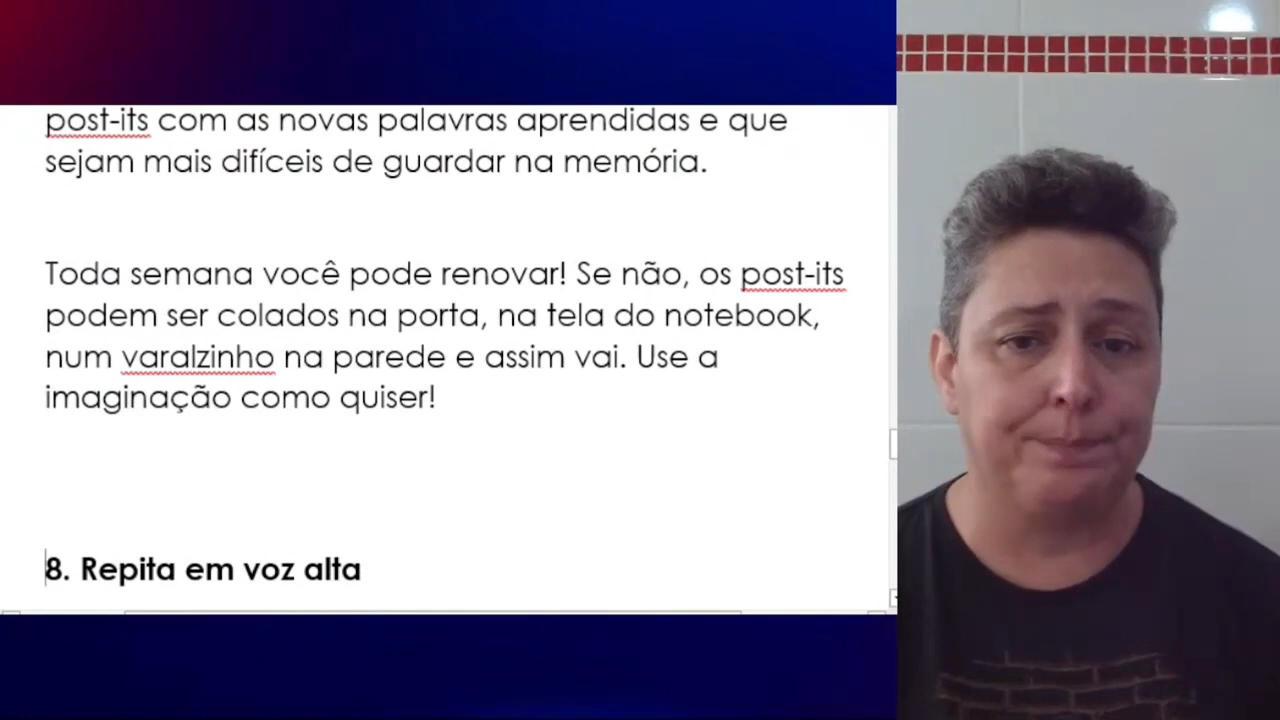 post-its com as novas palavras aprendidas e que
sejam mais difíceis de guardar na memória.
Toda semana você pode renovar! Se não, os post-its
podem ser colados na porta, na tela do notebook,
num varalzinho na parede e assim vai. Use a
imaginação como quiser!
8. Repita em voz alta